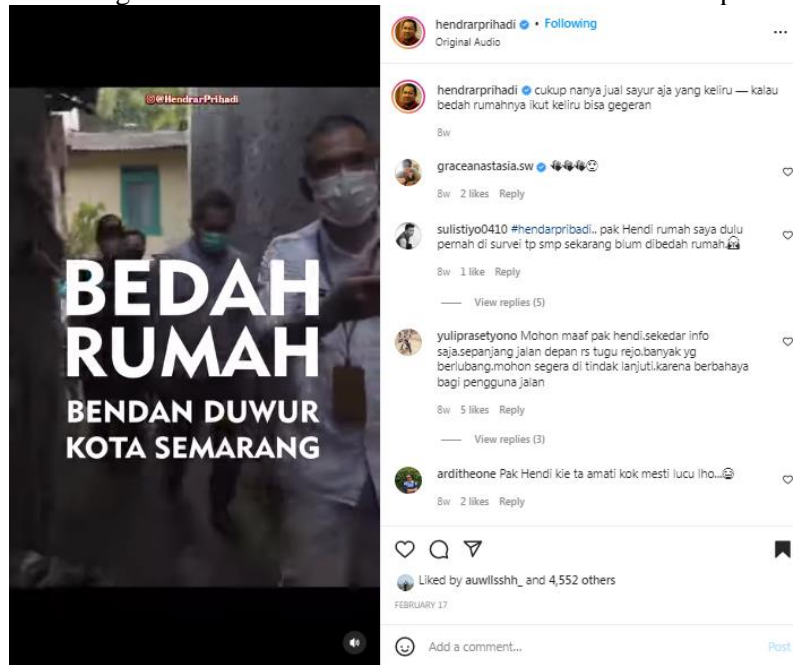 @HendrarPrihadi
BEDAH
RUMAH
BENDAN DUWUR
KOTA SEMARANG
hendrarprihadi • Following
Original Audio
hendrarprihadi cukup nanya jual sayur aja yang keliru — kalau
bedah rumahnya ikut keliru bisa gegeran
8w
graceanastasia.sw
8w 2 likes Reply
sulistiyo0410 #hendarpribadi.. pak Hendi rumah saya dulu
pernah di survei tp smp sekarang blum dibedah rumah.
8w 1 like Reply
View replies (5)
yuliprasetyono Mohon maaf pak hendi.sekedar info
saja.sepanjang jalan depan rs tugu rejo.banyak yg
berlubang.mohon segera di tindak lanjuti.karena berbahaya
bagi pengguna jalan
8w 5 likes Reply
View replies (3)
arditheone Pak Hendi kie ta amati kok mesti lucu lho...
8w 2 likes Reply
Liked by auwllsshh_ and 4,552 others
FEBRUARY 17
Add a comment...
Post